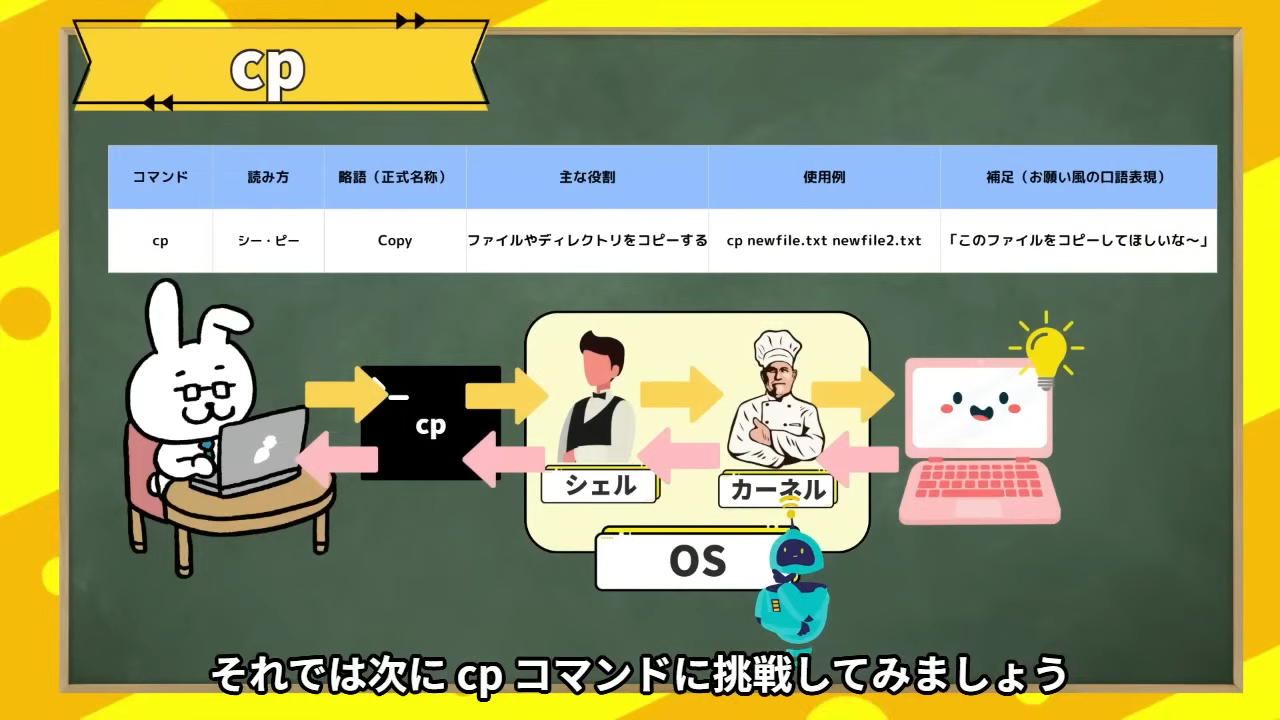 cp
コマンド 読み方 略語（正式名称） 主な役割 使用例 補足（お願い風の口語表現）
cp シー・ピー Copy ファイルやディレクトリをコピーする cp newfile.txt newfile2.txt 「このファイルをコピーしてほしいな～」
cp
シェル カーネル
OS
それでは次に cp コマンドに挑戦してみましょう